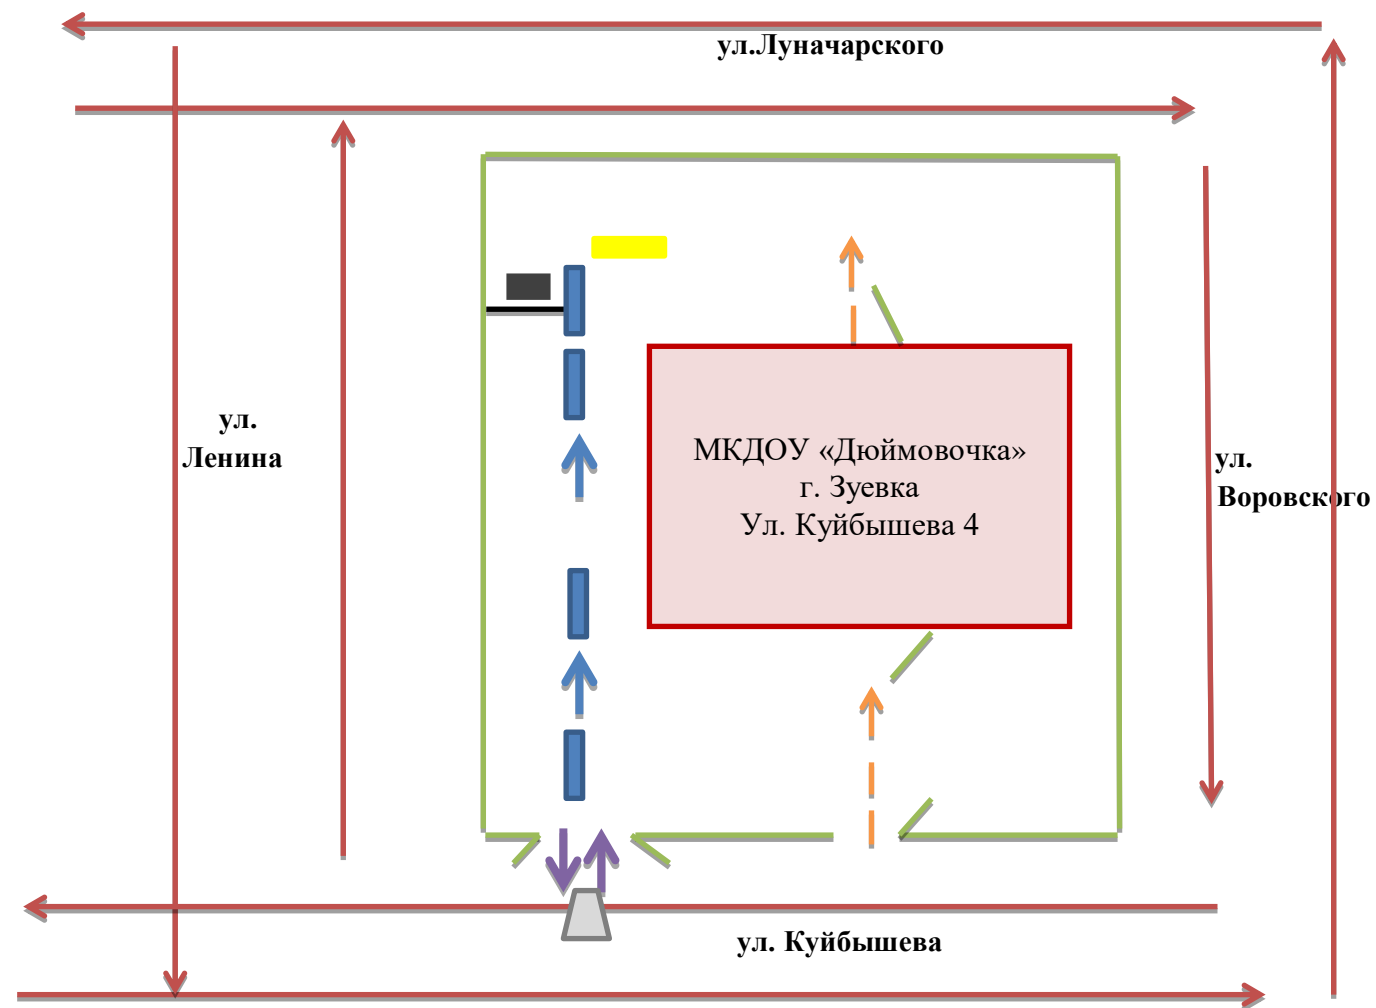 ул.Луначарского
ул.
Ленина
МКДОУ «Дюймовочка»
г. Зуевка
Ул. Куйбышева 4
ул.
Воровского
ул. Куйбышева